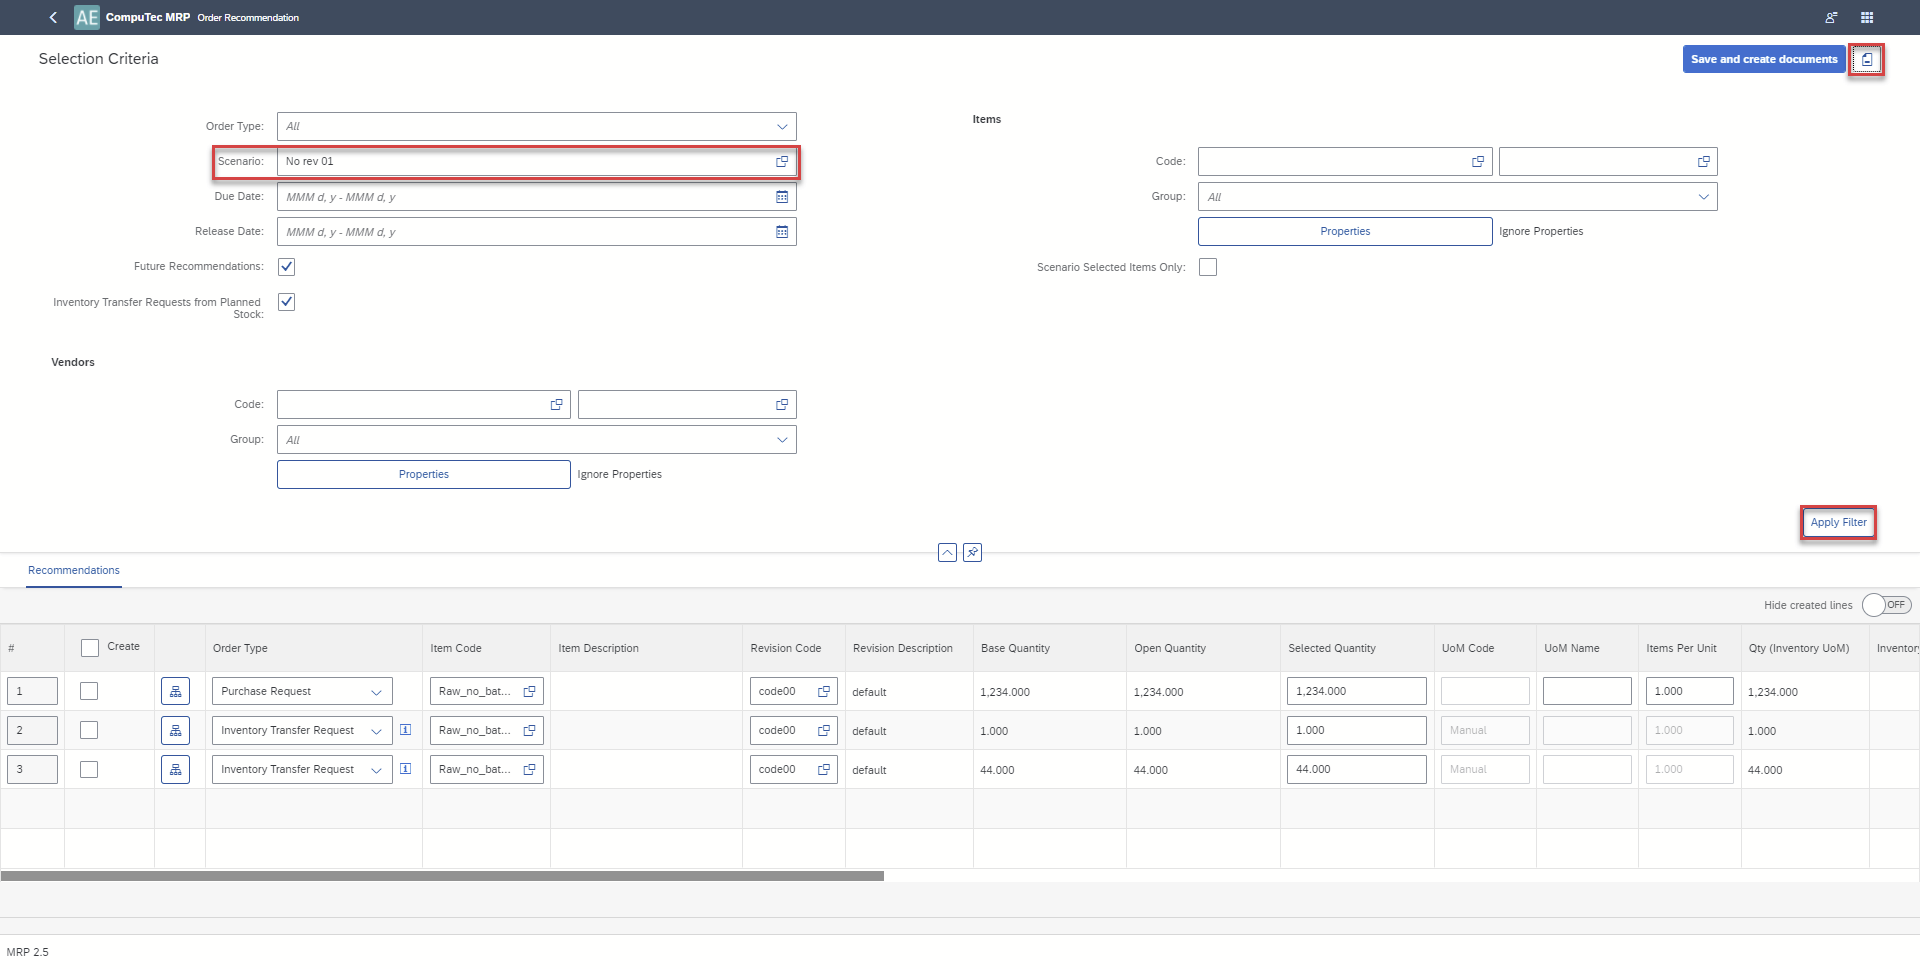 AE CompuTec MRP Order Recommendation
Selection Criteria
Save and create documents
Order Type: All
Scenario: No rev 01
Due Date: MMM d, y - MMM d, y
Release Date: MMM d, y - MMM d, y
Future Recommendations:
Inventory Transfer Requests from Planned
Stock:
Items
Code:
Group: All
Properties Ignore Properties
Scenario Selected Items Only:
Vendors
Code:
Group: All
Properties Ignore Properties
Apply Filter
Recommendations
Hide created lines OFF
# Create Order Type Item Code Item Description Revision Code Revision Description Base Quantity Open Quantity Selected Quantity UoM Code UoM Name Items Per Unit Qty (Inventory UoM) Inventory
1 Purchase Request Raw_no_bat... code00 default 1,234.000 1,234.000 1,234.000 1.000 1,234.000
2 Inventory Transfer Request Raw_no_bat... code00 default 1.000 1.000 1.000 Manual 1.000 1.000
3 Inventory Transfer Request Raw_no_bat... code00 default 44.000 44.000 44.000 Manual 1.000 44.000
MRP 2.5